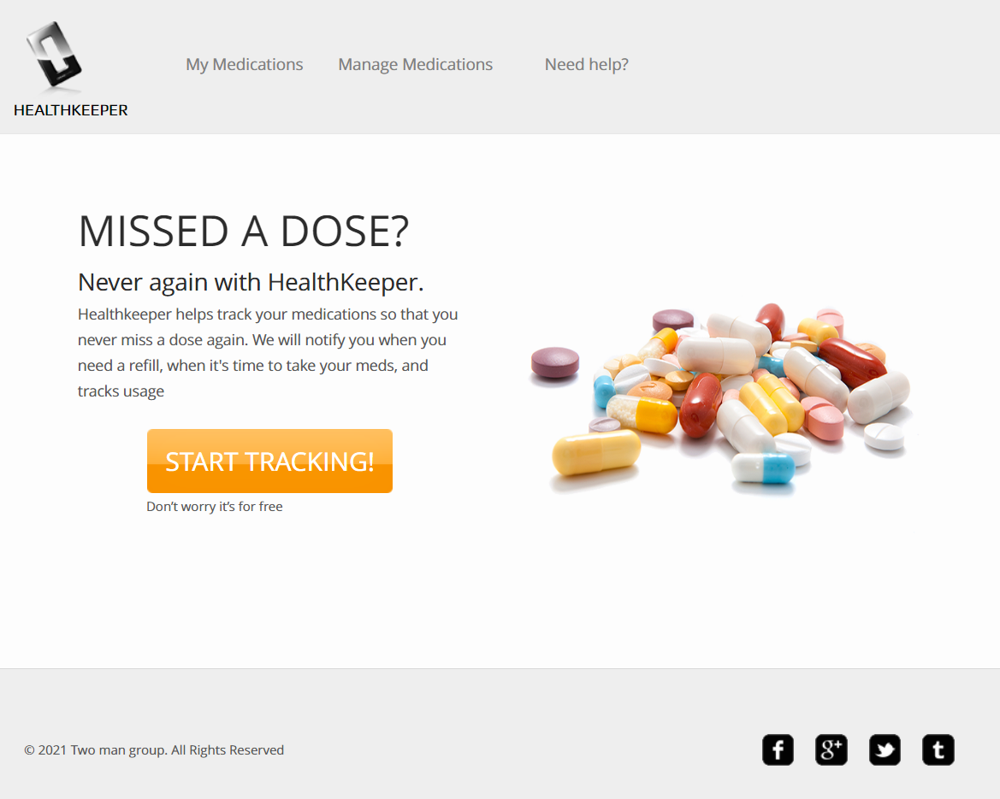 HEALTHKEEPER
My Medications
Manage Medications
Need help?
MISSED A DOSE?
Never again with HealthKeeper.
Healthkeeper helps track your medications so that you
never miss a dose again. We will notify you when you
need a refill, when it's time to take your meds, and
tracks usage
START TRACKING!
Don’t worry it’s for free
© 2021 Two man group. All Rights Reserved
f
g+
t